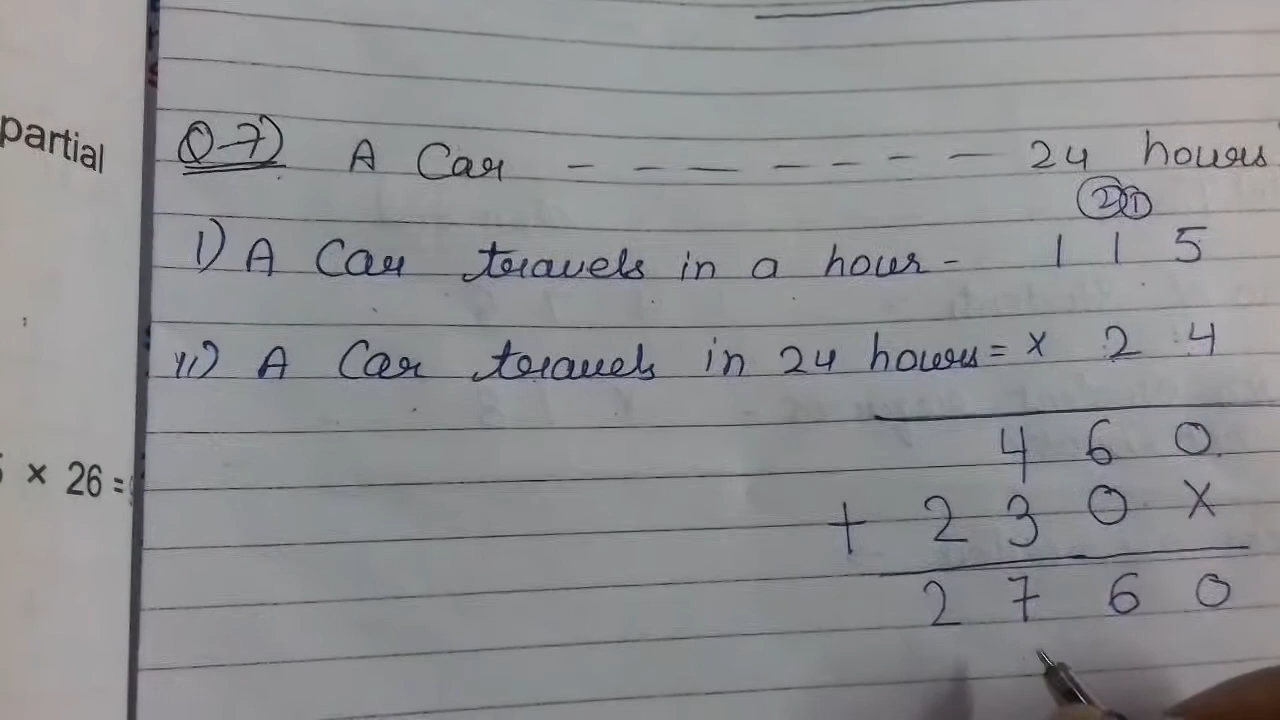 partial
Q-7) A Car - - - - - - - - 24 hours
② ①
i) A Car travels in a hour - 1 1 5
ii) A Car travels in 24 hours = x 2 4
4 6 0
× 26 =
+ 2 3 0 X
2 7 6 0